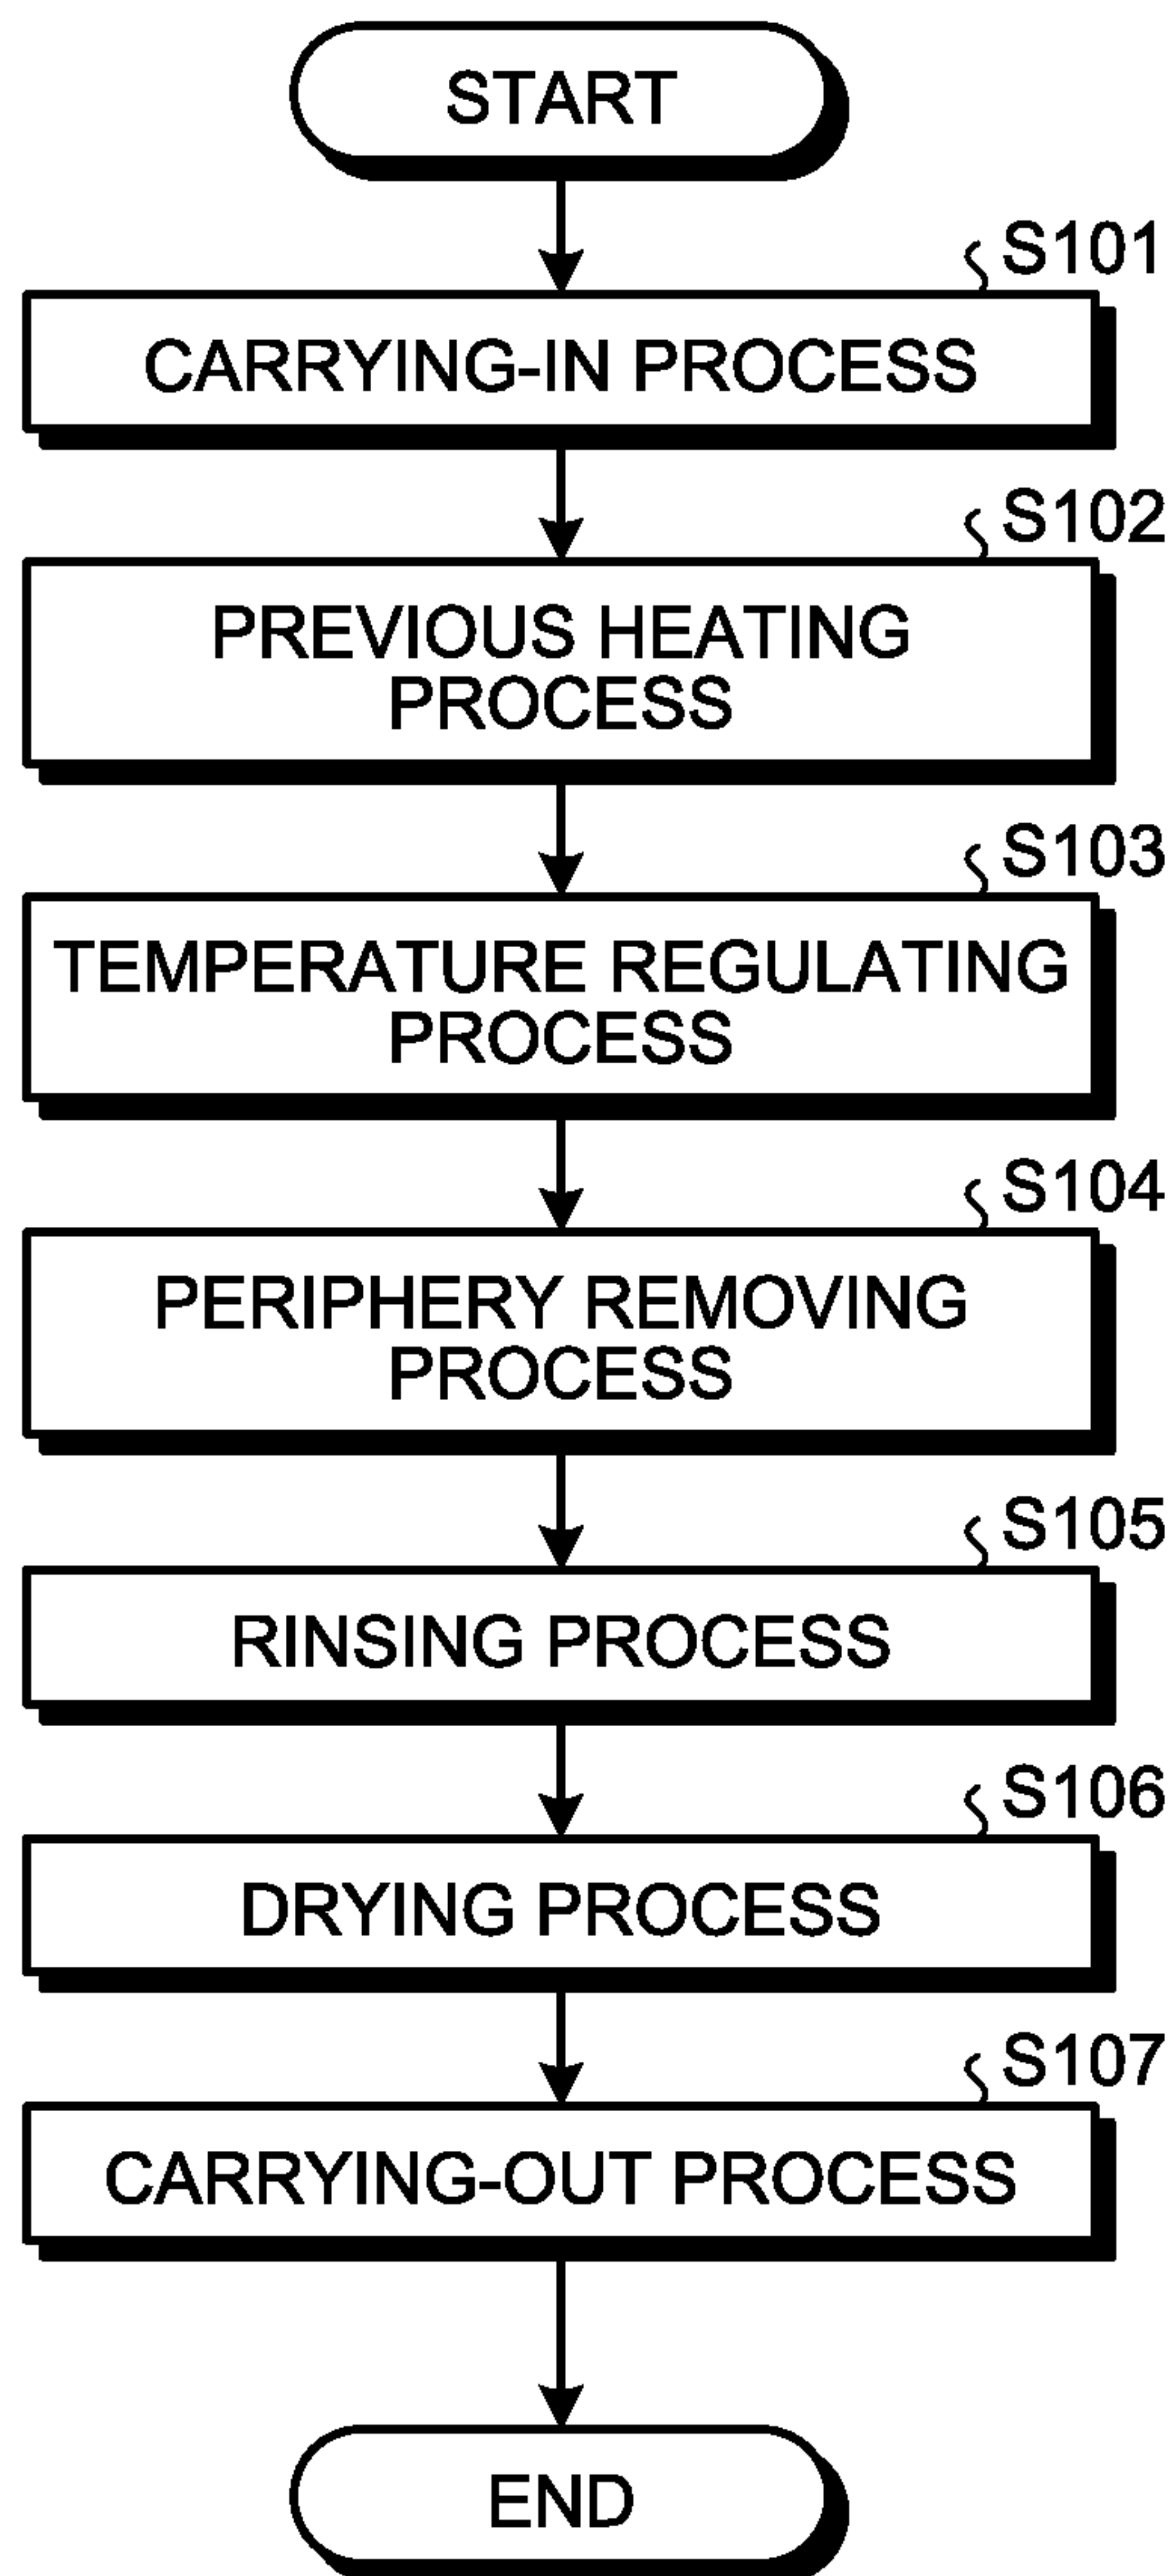 START
S101
CARRYING-IN PROCESS
S102
PREVIOUS HEATING
PROCESS
S103
TEMPERATURE REGULATING
PROCESS
S104
PERIPHERY REMOVING
PROCESS
S105
RINSING PROCESS
S106
DRYING PROCESS
S107
CARRYING-OUT PROCESS
END